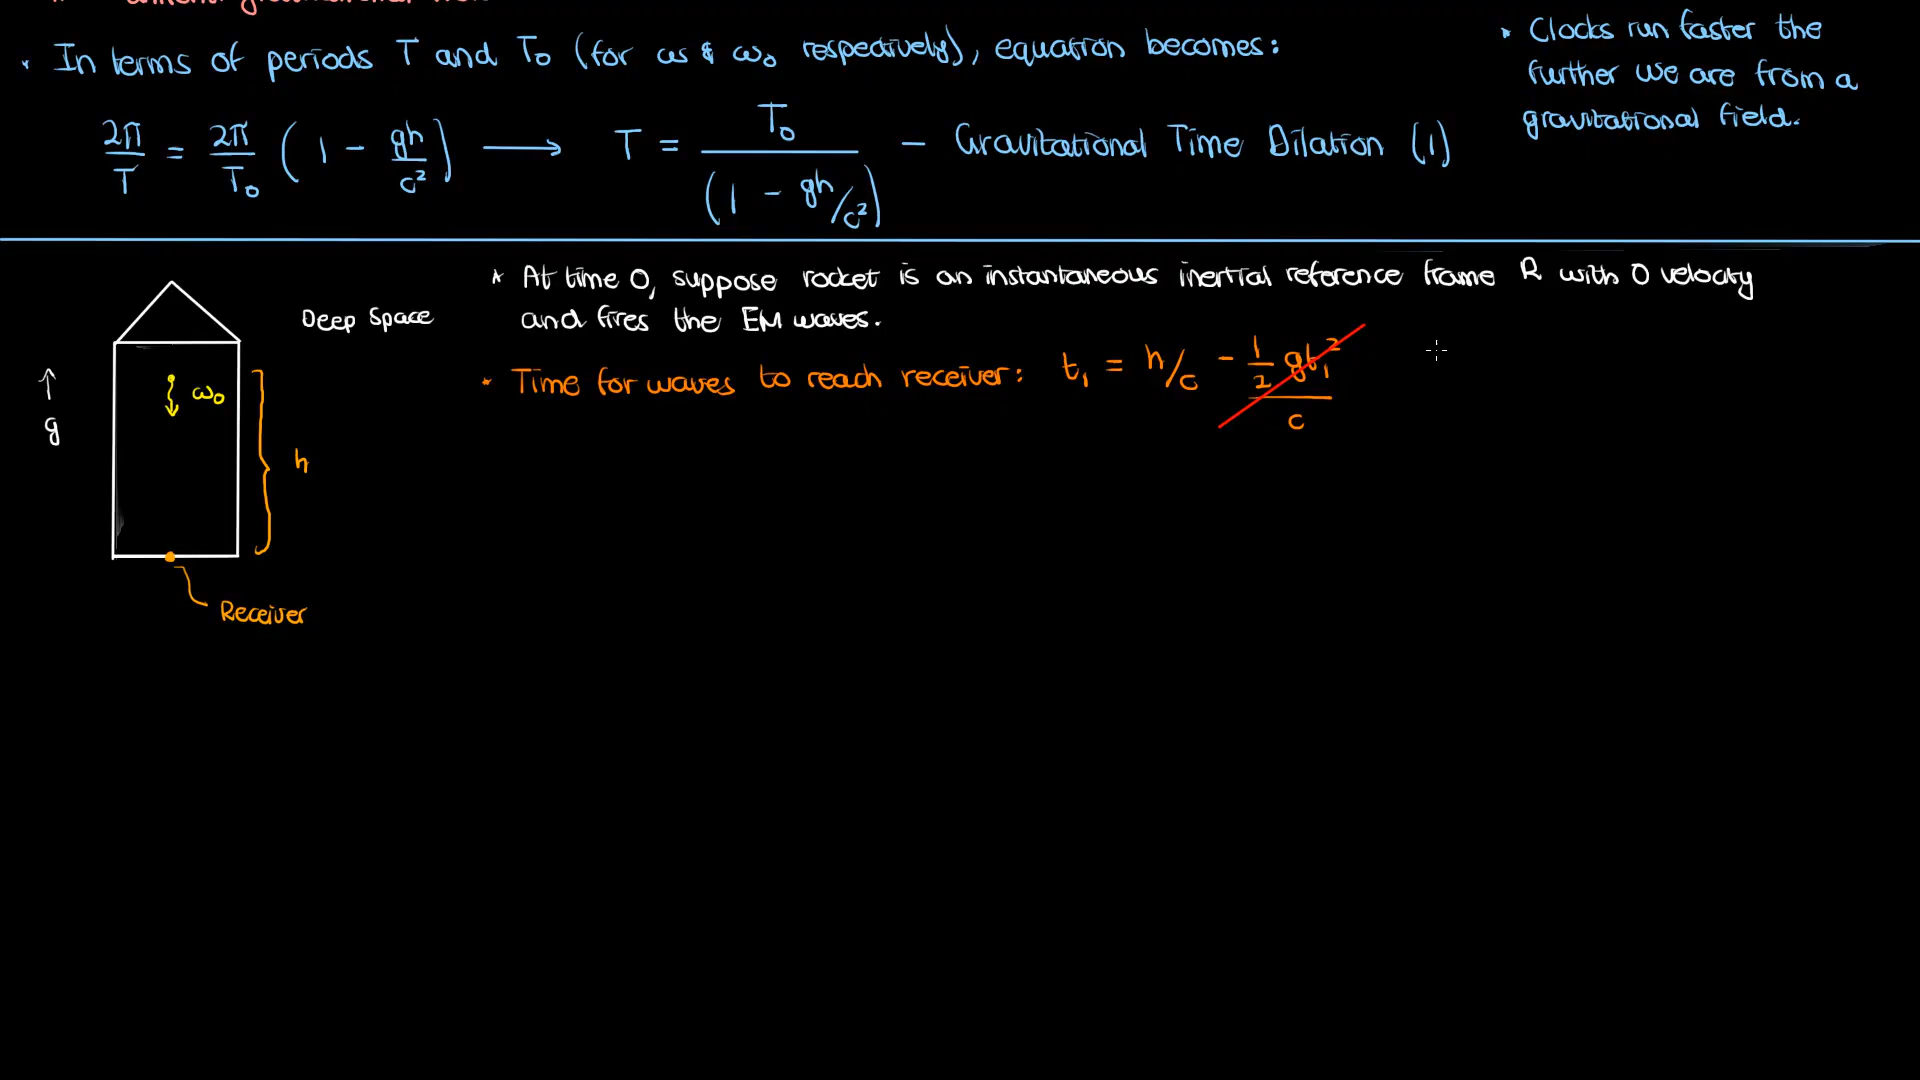 • In terms of periods T and T₀ (for ω & ω₀ respectively), equation becomes:
2π/T = 2π/T₀ (1 - gh/c²) → T = T₀/(1 - gh/c²) - Gravitational Time Dilation (1)
* Clocks run faster the
further we are from a
gravitational field.
* At time 0, suppose rocket is an instantaneous inertial reference frame R with 0 velocity
and fires the EM waves.
Deep Space
• Time for waves to reach receiver: t₁ = h/c - ½gt₁²/c
↑
g
ω₀
h
Receiver